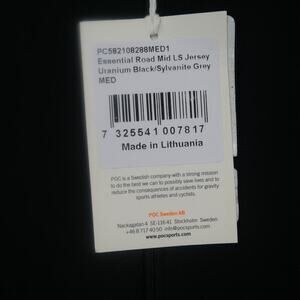 PC582108288MED1
Essential Road Mid LS Jersey
Uranium Black/Sylvanite Grey
MED
7 325541 007817
Made in Lithuania
POC is a Swedish company with a strong mission
to do the best we can to possibly save lives and to
reduce the consequences of accidents for gravity
sports athletes and cyclists.
POC Sweden AB
Nackagatan 4 SE-116 41 Stockholm Sweden
+46 8 717 40 50 info@pocsports.com
www.pocsports.com